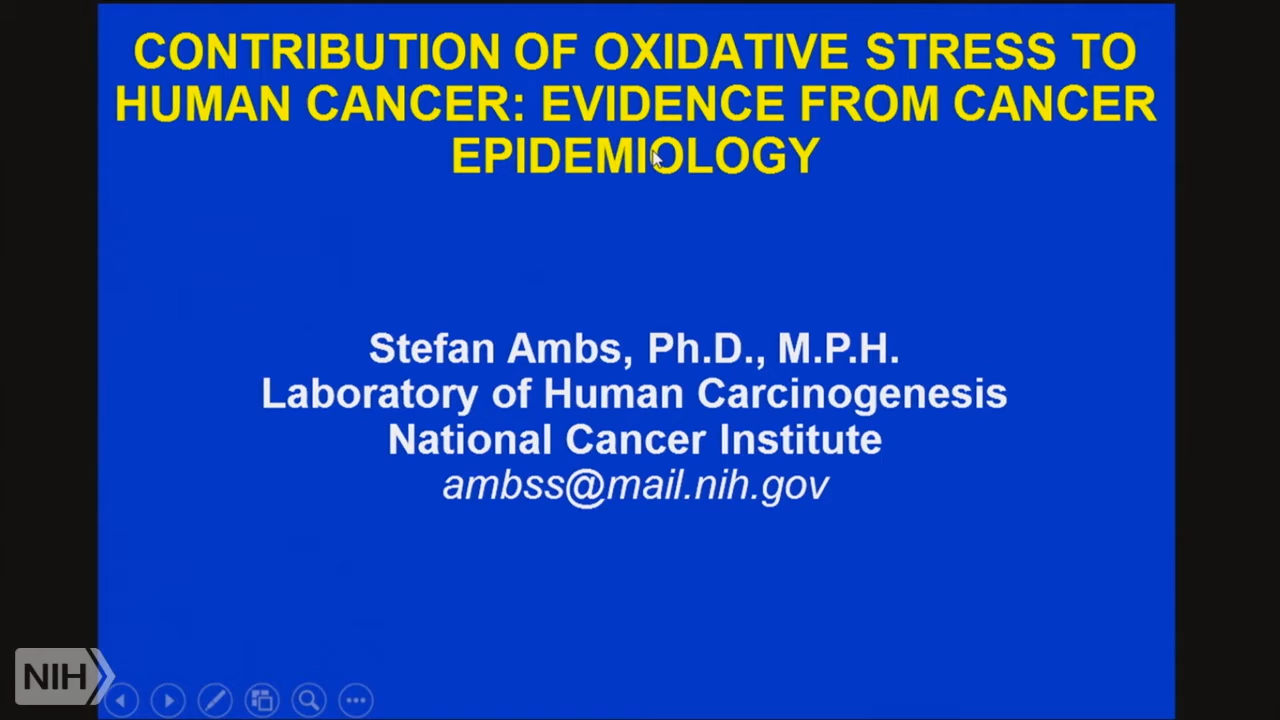 CONTRIBUTION OF OXIDATIVE STRESS TO
HUMAN CANCER: EVIDENCE FROM CANCER
EPIDEMIOLOGY
Stefan Ambs, Ph.D., M.P.H.
Laboratory of Human Carcinogenesis
National Cancer Institute
ambss@mail.nih.gov
NIH